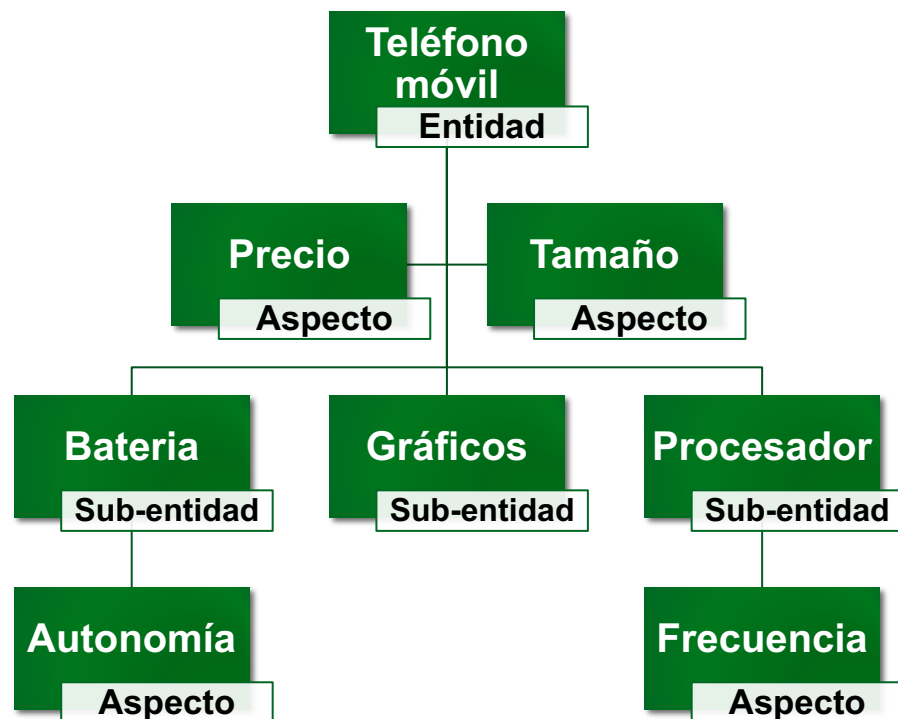 Teléfono
móvil
Entidad
Precio
Aspecto
Tamaño
Aspecto
Bateria
Sub-entidad
Gráficos
Sub-entidad
Procesador
Sub-entidad
Autonomía
Aspecto
Frecuencia
Aspecto